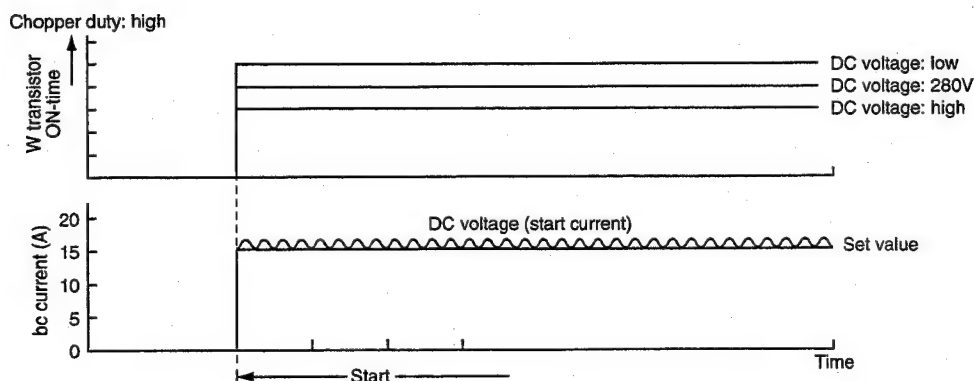 Chopper duty: high
W transistor
ON-time
DC voltage: low
DC voltage: 280V
DC voltage: high
bc current (A)
20
15
10
5
0
DC voltage (start current)
Set value
Time
Start